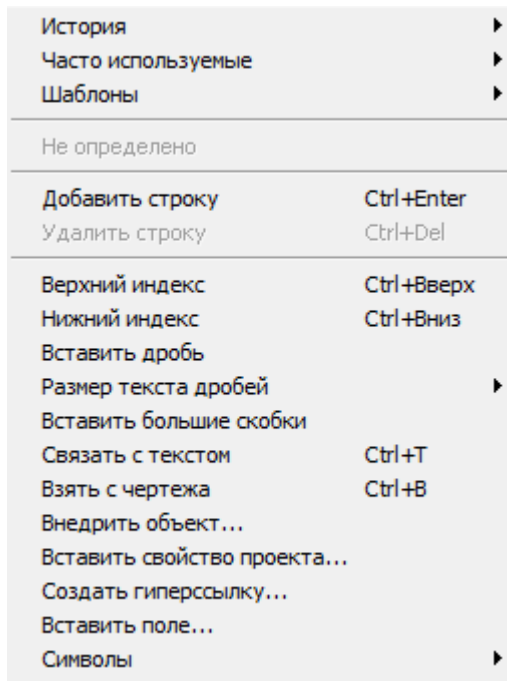 История
Часто используемые
Шаблоны
Не определено
Добавить строку Ctrl+Enter
Удалить строку Ctrl+Del
Верхний индекс Ctrl+Вверх
Нижний индекс Ctrl+Вниз
Вставить дробь
Размер текста дробей
Вставить большие скобки
Связать с текстом Ctrl+T
Взять с чертежа Ctrl+B
Внедрить объект...
Вставить свойство проекта...
Создать гиперссылку...
Вставить поле...
Символы